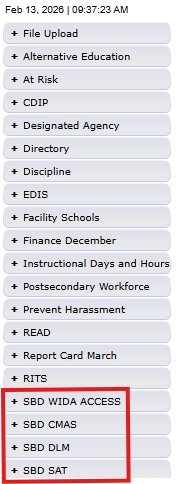 Feb 13, 2026 | 09:37:23 AM
+ File Upload
+ Alternative Education
+ At Risk
+ CDIP
+ Designated Agency
+ Directory
+ Discipline
+ EDIS
+ Facility Schools
+ Finance December
+ Instructional Days and Hours
+ Postsecondary Workforce
+ Prevent Harassment
+ READ
+ Report Card March
+ RITS
+ SBD WIDA ACCESS
+ SBD CMAS
+ SBD DLM
+ SBD SAT